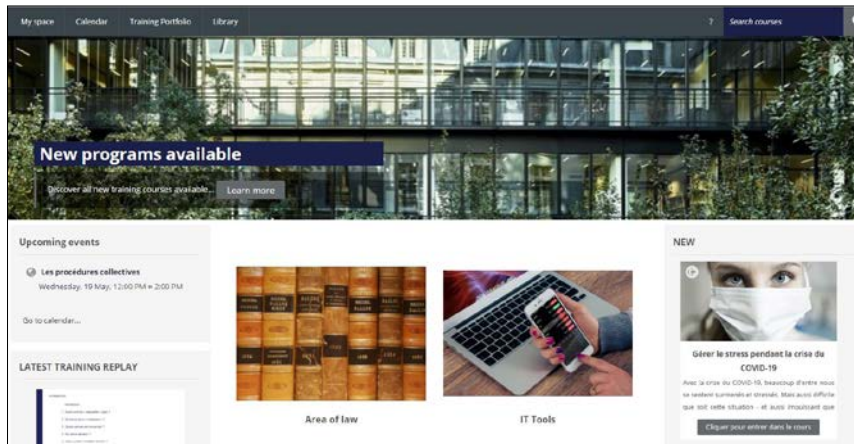 My space Calendar Training Portfolio Library ? Search courses
New programs available
Discover all new training courses available... Learn more
Upcoming events
Les procédures collectives
Wednesday, 19 May, 12:00 PM » 2:00 PM
Go to calendar...
LATEST TRAINING REPLAY
Area of law
IT Tools
NEW
Gérer le stress pendant la crise du
COVID-19
Avec la crise du COVID-19, beaucoup d'entre nous
se sentent surmenés et stressés. Mais aussi difficile
que soit cette situation - et aussi impuissant que
Cliquer pour entrer dans le cours